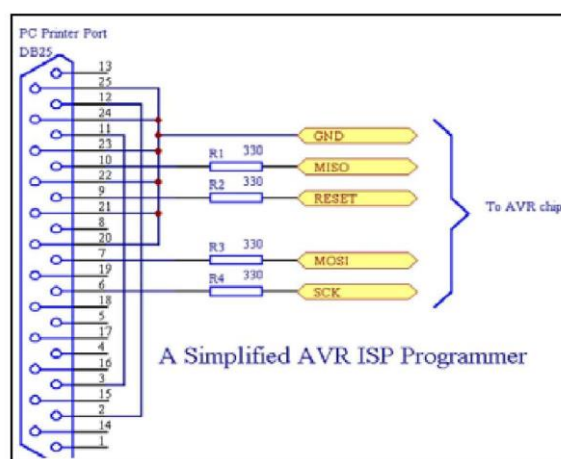 PC Printer Port
DB25
13
25
12
24
11
23
10
22
9
21
8
20
7
19
6
18
5
17
4
16
3
15
2
14
1
GND
R1 330 MISO
R2 330 RESET
R3 330 MOSI
R4 330 SCK
To AVR chip
A Simplified AVR ISP Programmer